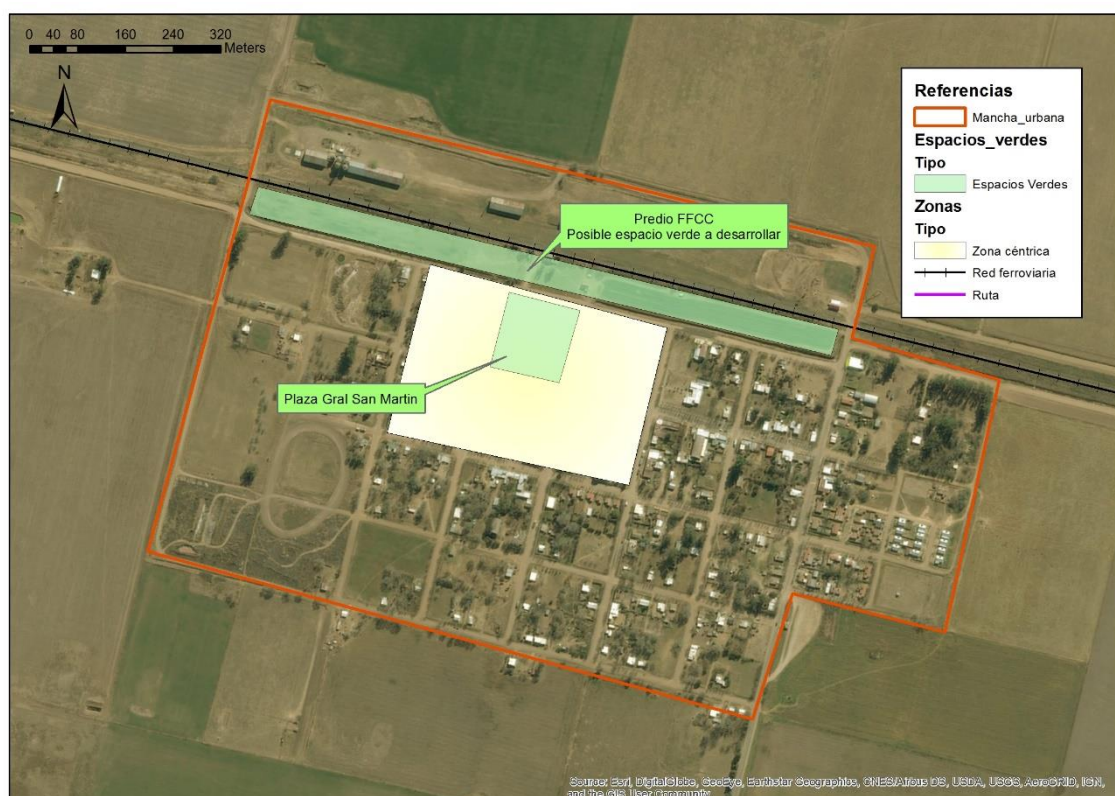 0 40 80 160 240 320
Meters
N
Referencias
Mancha_urbana
Espacios_verdes
Tipo
Espacios Verdes
Zonas
Tipo
Zona céntrica
Red ferroviaria
Ruta
Predio FFCC
Posible espacio verde a desarrollar
Plaza Gral San Martin
Source: Esri, DigitalGlobe, GeoEye, Earthstar Geographics, CNES/Airbus DS, USDA, USGS, AeroGRID, IGN,
and the GIS User Community